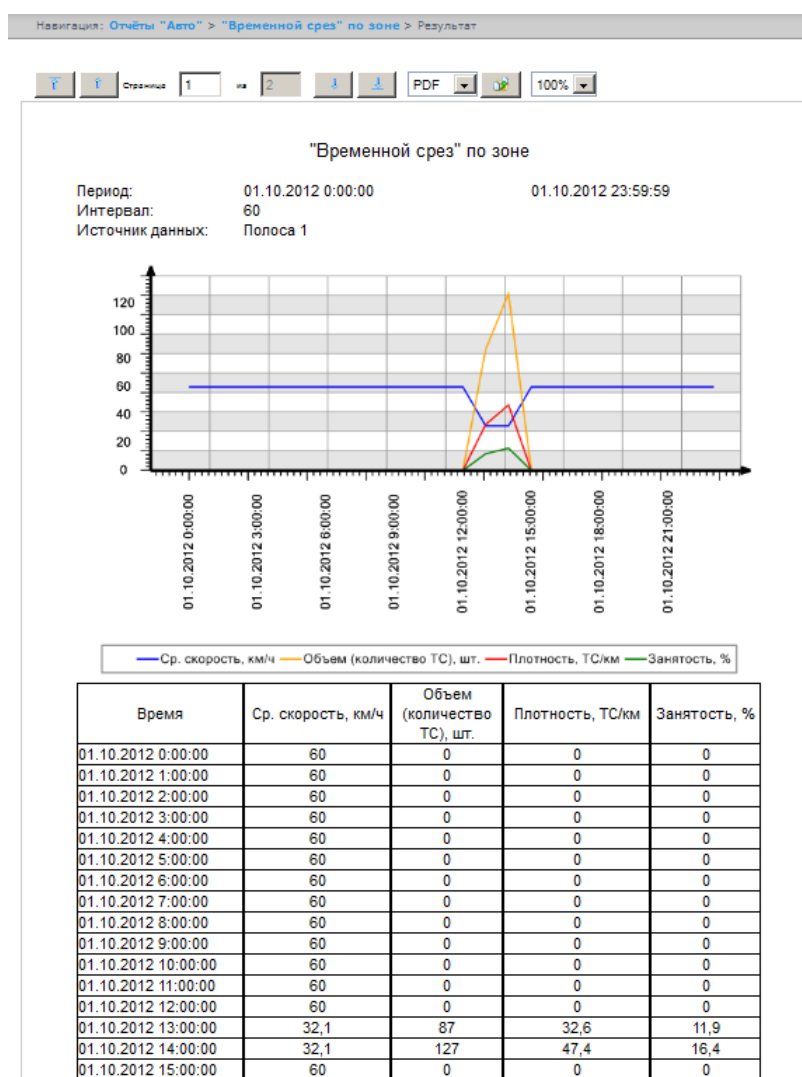 Навигация: Отчёты "Авто" > "Временной срез" по зоне > Результат
Страница 1 из 2 PDF 100%
"Временной срез" по зоне
Период: 01.10.2012 0:00:00 01.10.2012 23:59:59
Интервал: 60
Источник данных: Полоса 1
120
100
80
60
40
20
0
01.10.2012 0:00:00
01.10.2012 3:00:00
01.10.2012 6:00:00
01.10.2012 9:00:00
01.10.2012 12:00:00
01.10.2012 15:00:00
01.10.2012 18:00:00
01.10.2012 21:00:00
Ср. скорость, км/ч Объем (количество ТС), шт. Плотность, ТС/км Занятость, %
Время Ср. скорость, км/ч Объем (количество ТС), шт. Плотность, ТС/км Занятость, %
01.10.2012 0:00:00 60 0 0 0
01.10.2012 1:00:00 60 0 0 0
01.10.2012 2:00:00 60 0 0 0
01.10.2012 3:00:00 60 0 0 0
01.10.2012 4:00:00 60 0 0 0
01.10.2012 5:00:00 60 0 0 0
01.10.2012 6:00:00 60 0 0 0
01.10.2012 7:00:00 60 0 0 0
01.10.2012 8:00:00 60 0 0 0
01.10.2012 9:00:00 60 0 0 0
01.10.2012 10:00:00 60 0 0 0
01.10.2012 11:00:00 60 0 0 0
01.10.2012 12:00:00 60 0 0 0
01.10.2012 13:00:00 32,1 87 32,6 11,9
01.10.2012 14:00:00 32,1 127 47,4 16,4
01.10.2012 15:00:00 60 0 0 0